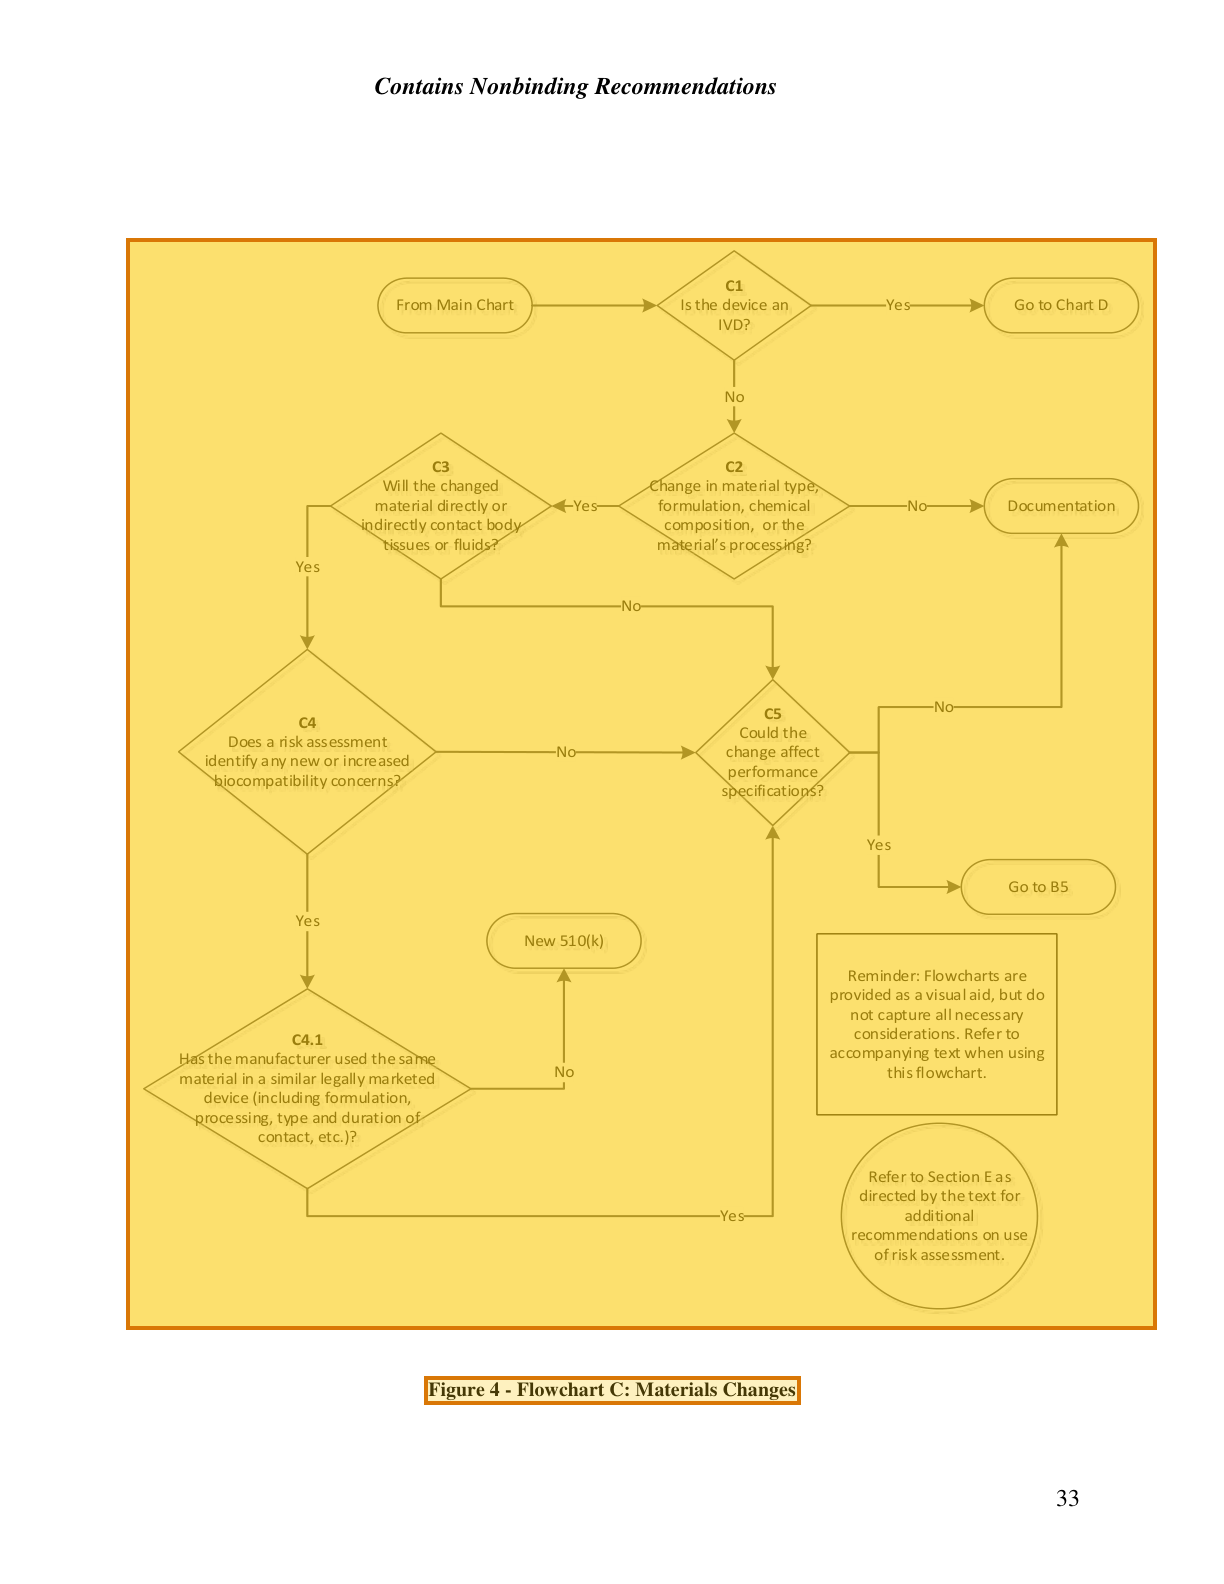 Contains Nonbinding Recommendations
From Main Chart
C1
Is the device an
IVD?
Yes
Go to Chart D
No
C3
Will the changed
material directly or
indirectly contact body
tissues or fluids?
Yes
C2
Change in material type,
formulation, chemical
composition, or the
material's processing?
No
Documentation
Yes
No
C4
Does a risk assessment
identify any new or increased
biocompatibility concerns?
No
C5
Could the
change affect
performance
specifications?
No
Yes
Go to B5
Yes
New 510(k)
C4.1
Has the manufacturer used the same
material in a similar legally marketed
device (including formulation,
processing, type and duration of
contact, etc.)?
No
Yes
Reminder: Flowcharts are
provided as a visual aid, but do
not capture all necessary
considerations. Refer to
accompanying text when using
this flowchart.
Refer to Section E as
directed by the text for
additional
recommendations on use
of risk assessment.
Figure 4 - Flowchart C: Materials Changes
33